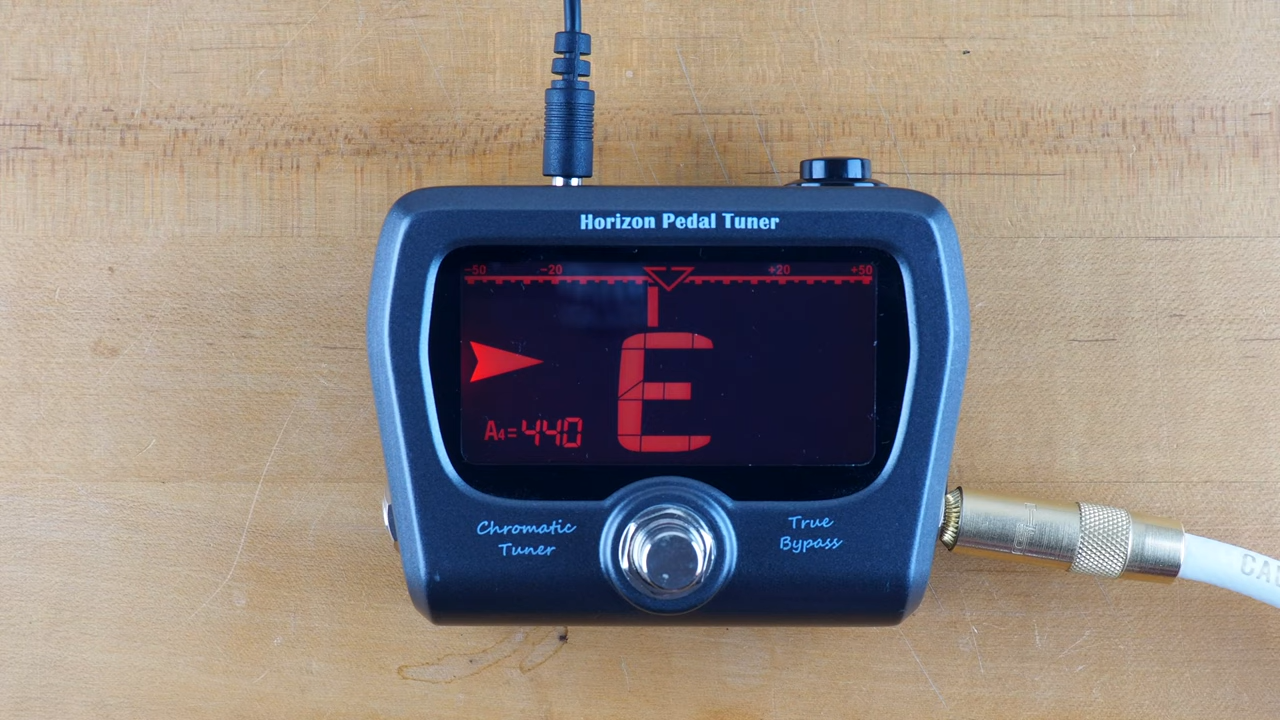 Horizon Pedal Tuner
-50 -20 +20 +50
E
A4=440
Chromatic
Tuner
True
Bypass